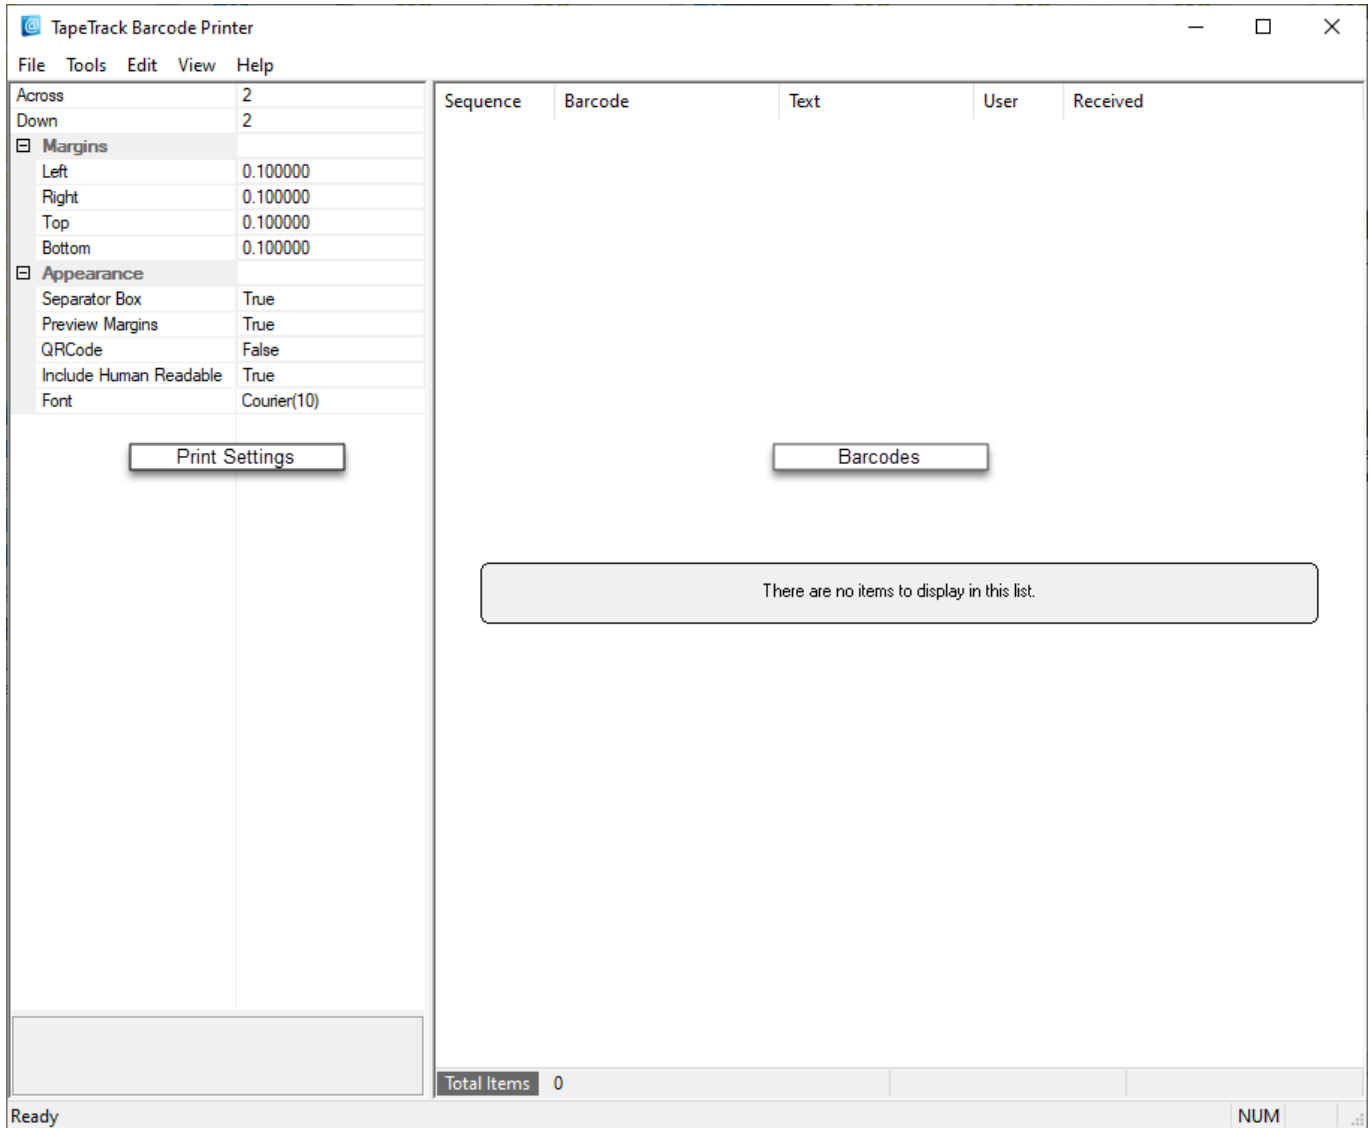 TapeTrack Barcode Printer
File Tools Edit View Help
Across 2
Down 2
Margins
Left 0.100000
Right 0.100000
Top 0.100000
Bottom 0.100000
Appearance
Separator Box True
Preview Margins True
QRCode False
Include Human Readable True
Font Courier(10)
Print Settings
Sequence Barcode Text User Received
Barcodes
There are no items to display in this list.
Total Items 0
Ready NUM